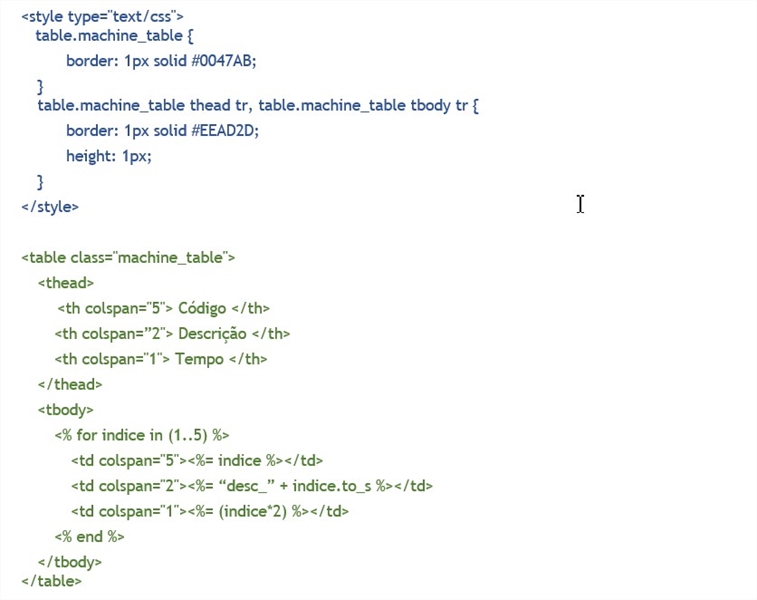 <style type="text/css">
table.machine_table {
border: 1px solid #0047AB;
}
table.machine_table thead tr, table.machine_table tbody tr {
border: 1px solid #EEAD2D;
height: 1px;
}
</style>
<table class="machine_table">
<thead>
<th colspan="5"> Código </th>
<th colspan=”2"> Descrição </th>
<th colspan="1"> Tempo </th>
</thead>
<tbody>
<% for indice in (1..5) %>
<td colspan="5"><%= indice %></td>
<td colspan="2"><%= “desc_” + indice.to_s %></td>
<td colspan="1"><%= (indice*2) %></td>
<% end %>
</tbody>
</table>